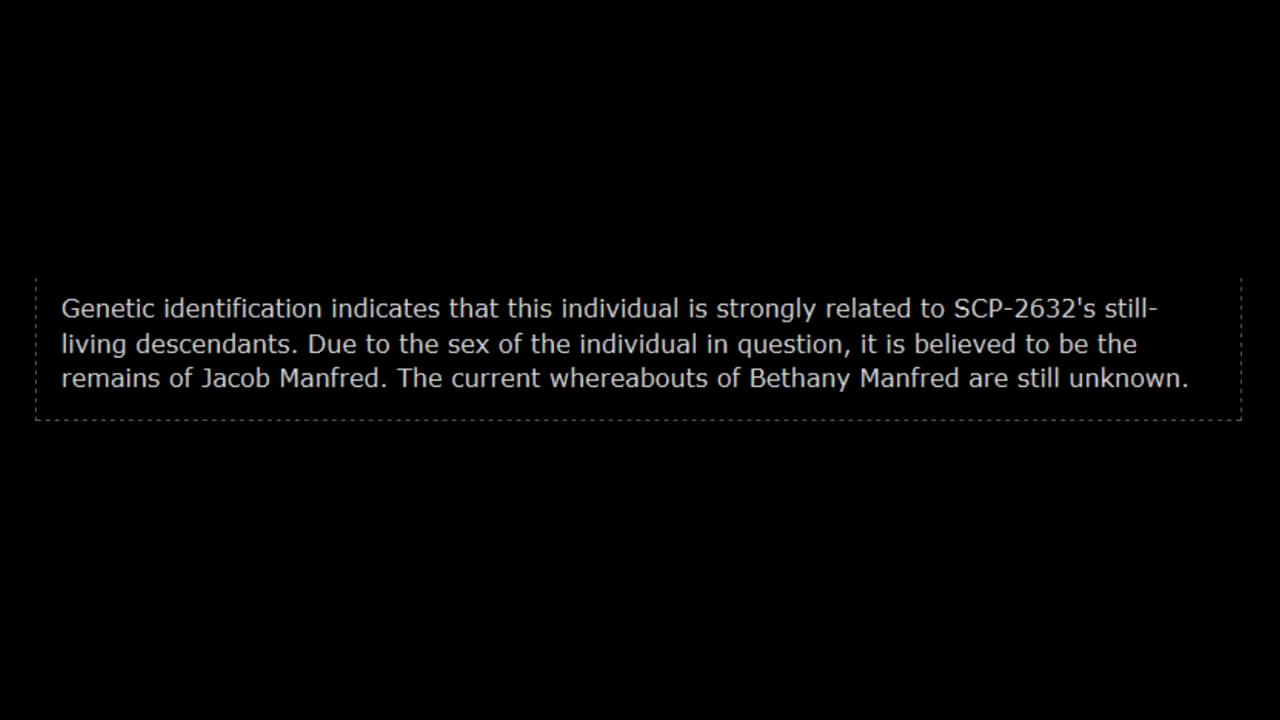 Genetic identification indicates that this individual is strongly related to SCP-2632's still-
living descendants. Due to the sex of the individual in question, it is believed to be the
remains of Jacob Manfred. The current whereabouts of Bethany Manfred are still unknown.